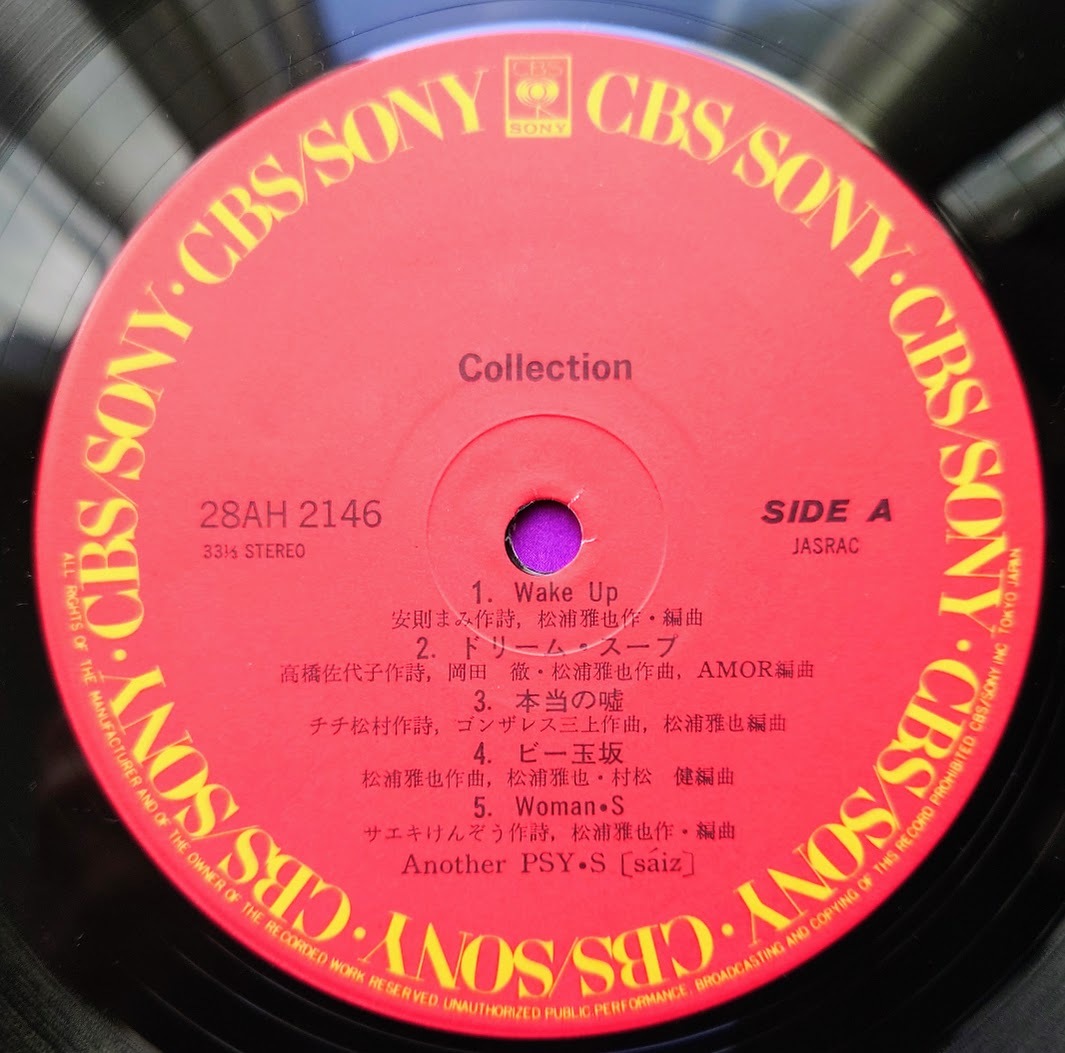 CBS/SONY · CBS/SONY · CBS/SONY · CBS/SONY · CBS/SONY · CBS/SONY · CBS/SONY · CBS/SONY · CBS/SONY · CBS/SONY
CBS
SONY
Collection
28AH 2146
33⅓ STEREO
SIDE A
JASRAC
1. Wake Up
安則まみ作詩, 松浦雅也作・編曲
2. ドリーム・スープ
高橋佐代子作詩, 岡田 徹・松浦雅也作曲, AMOR編曲
3. 本当の嘘
チチ松村作詩, ゴンザレス三上作曲, 松浦雅也編曲
4. ビー玉坂
松浦雅也作曲, 松浦雅也・村松 健編曲
5. Woman•S
サエキけんぞう作詩, 松浦雅也作・編曲
Another PSY•S [sáiz]
ALL RIGHTS OF THE MANUFACTURER AND OF THE OWNER OF THE RECORDED WORK RESERVED. UNAUTHORIZED PUBLIC PERFORMANCE, BROADCASTING AND COPYING OF THIS RECORD PROHIBITED. CBS/SONY INC TOKYO JAPAN